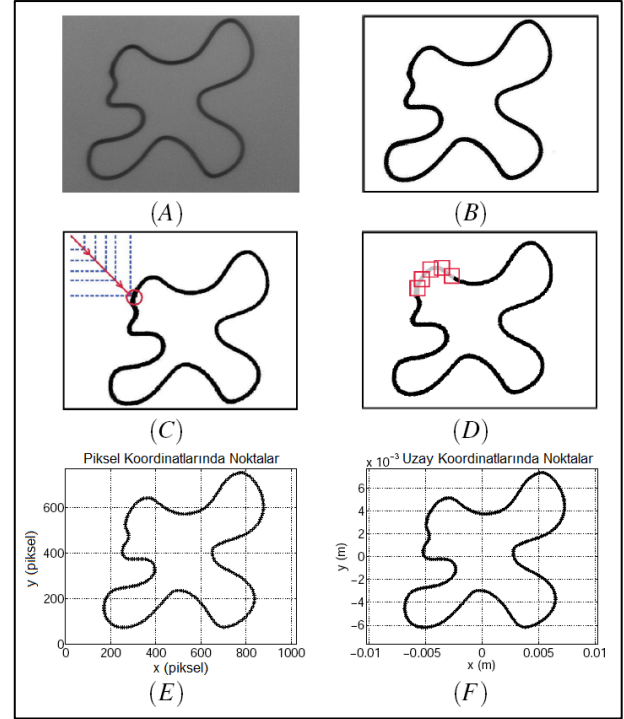 (A)
(B)
(C)
(D)
Piksel Koordinatlarında Noktalar
600
400
200
0
y (piksel)
0 200 400 600 800 1000
x (piksel)
(E)
x 10⁻³ Uzay Koordinatlarında Noktalar
6
4
2
0
−2
−4
−6
y (m)
−0.01 −0.005 0 0.005 0.01
x (m)
(F)